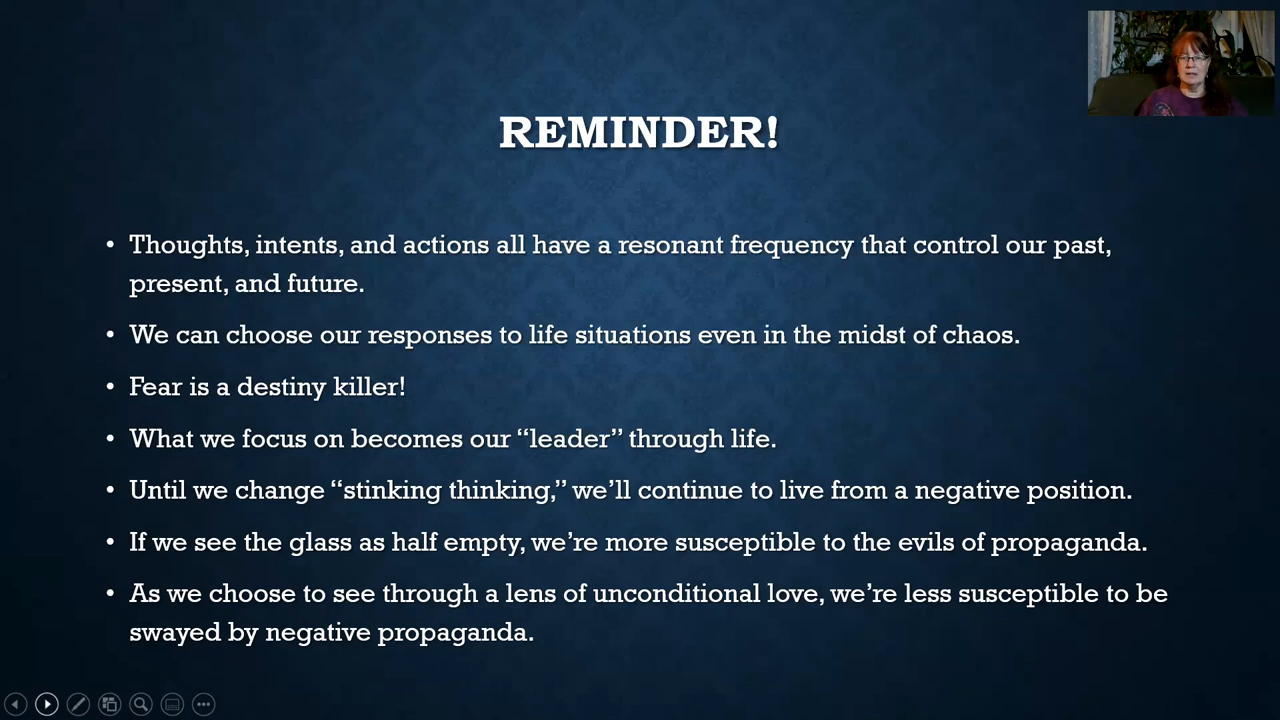 REMINDER!
• Thoughts, intents, and actions all have a resonant frequency that control our past,
present, and future.
• We can choose our responses to life situations even in the midst of chaos.
• Fear is a destiny killer!
• What we focus on becomes our “leader” through life.
• Until we change “stinking thinking,” we’ll continue to live from a negative position.
• If we see the glass as half empty, we’re more susceptible to the evils of propaganda.
• As we choose to see through a lens of unconditional love, we’re less susceptible to be
swayed by negative propaganda.